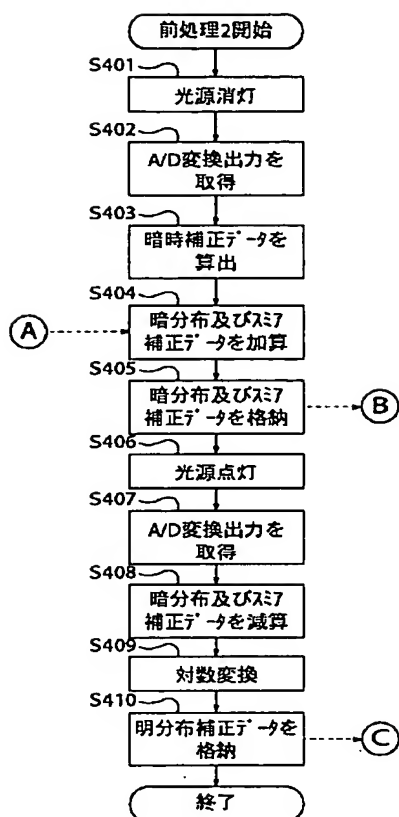 前処理2開始
S401
光源消灯
S402
A/D変換出力を
取得
S403
暗時補正ﾃﾞｰﾀを
算出
S404
A
暗分布及びｽﾐｱ
補正ﾃﾞｰﾀを加算
S405
暗分布及びｽﾐｱ
補正ﾃﾞｰﾀを格納
B
S406
光源点灯
S407
A/D変換出力を
取得
S408
暗分布及びｽﾐｱ
補正ﾃﾞｰﾀを減算
S409
対数変換
S410
明分布補正ﾃﾞｰﾀを
格納
C
終了